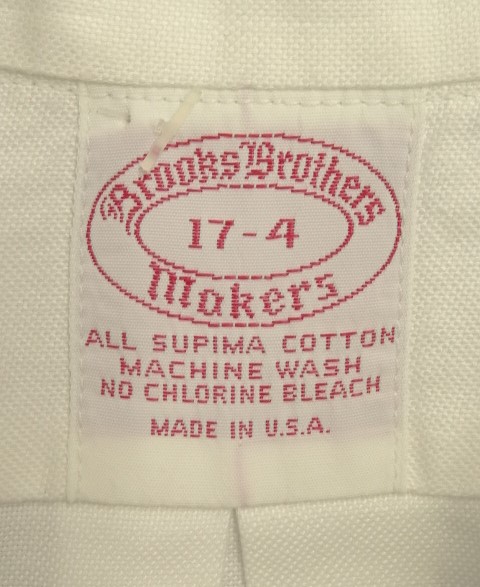 Brooks Brothers
17-4
Makers
ALL SUPIMA COTTON
MACHINE WASH
NO CHLORINE BLEACH
MADE IN U.S.A.